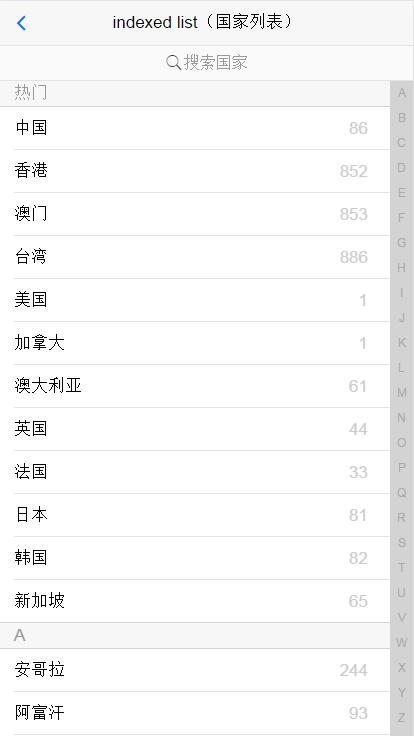 indexed list（国家列表）
搜索国家
热门
中国 86
香港 852
澳门 853
台湾 886
美国 1
加拿大 1
澳大利亚 61
英国 44
法国 33
日本 81
韩国 82
新加坡 65
A
安哥拉 244
阿富汗 93
A
B
C
D
E
F
G
H
I
J
K
L
M
N
O
P
Q
R
S
T
U
V
W
X
Y
Z